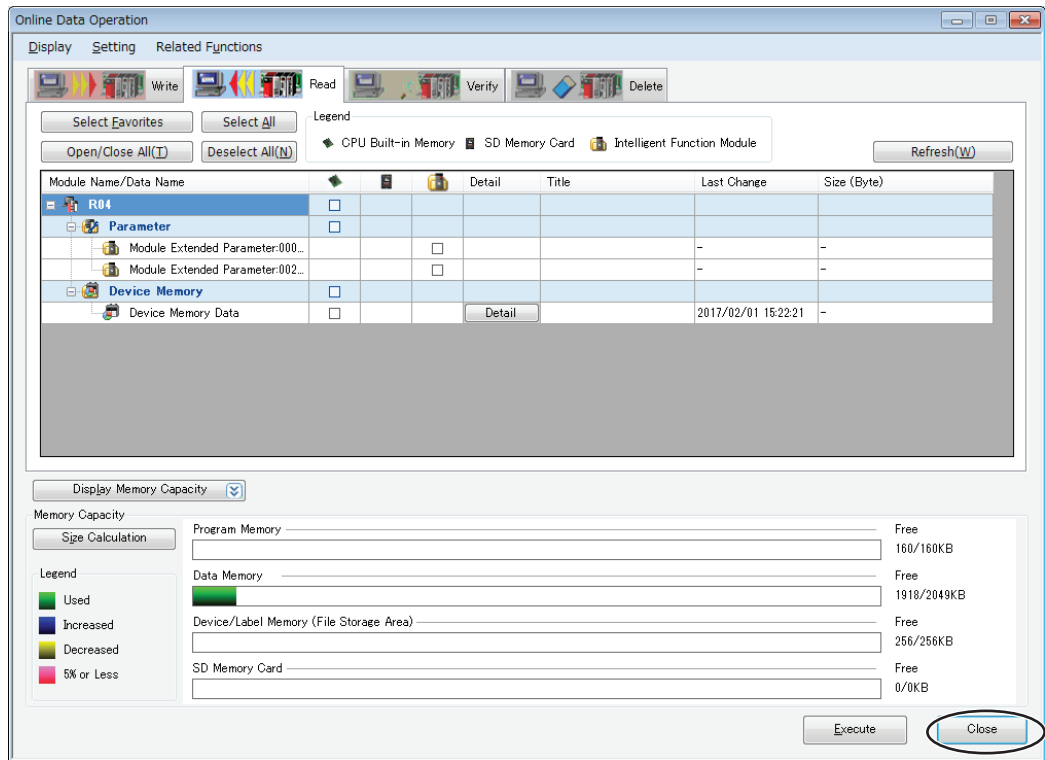 Online Data Operation
Display Setting Related Functions
Write Read Verify Delete
Select Favorites Select All Legend
CPU Built-in Memory SD Memory Card Intelligent Function Module
Open/Close All(T) Deselect All(N) Refresh(W)
Module Name/Data Name Detail Title Last Change Size (Byte)
R04
Parameter
Module Extended Parameter:000... - -
Module Extended Parameter:002... - -
Device Memory
Device Memory Data Detail 2017/02/01 15:22:21 -
Display Memory Capacity
Memory Capacity
Size Calculation
Program Memory Free
160/160KB
Legend
Used
Increased
Decreased
5% or Less
Data Memory Free
1918/2049KB
Device/Label Memory (File Storage Area) Free
256/256KB
SD Memory Card Free
0/0KB
Execute Close